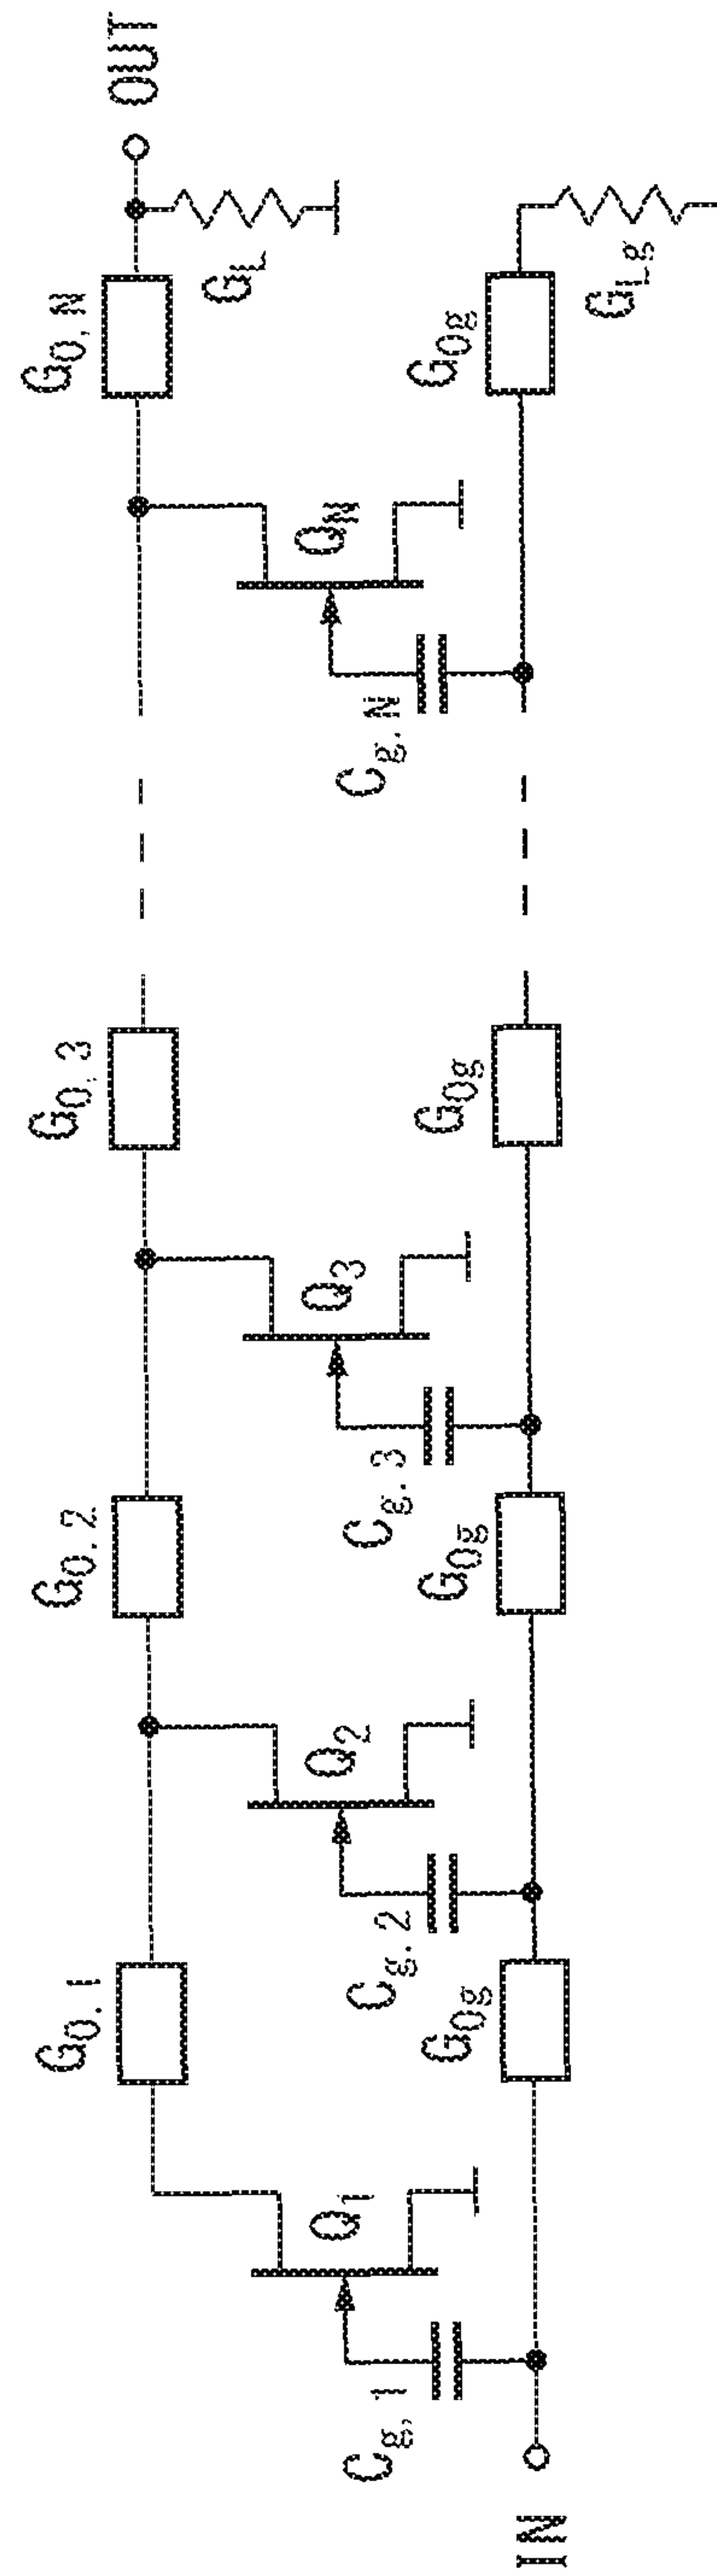 G0,1
G0,2
G0,3
G0,N
OUT
GL
Q1
Q2
Q3
QN
Cg,1
Cg,2
Cg,3
Cg,N
G0g
G0g
G0g
G0g
GLg
IN